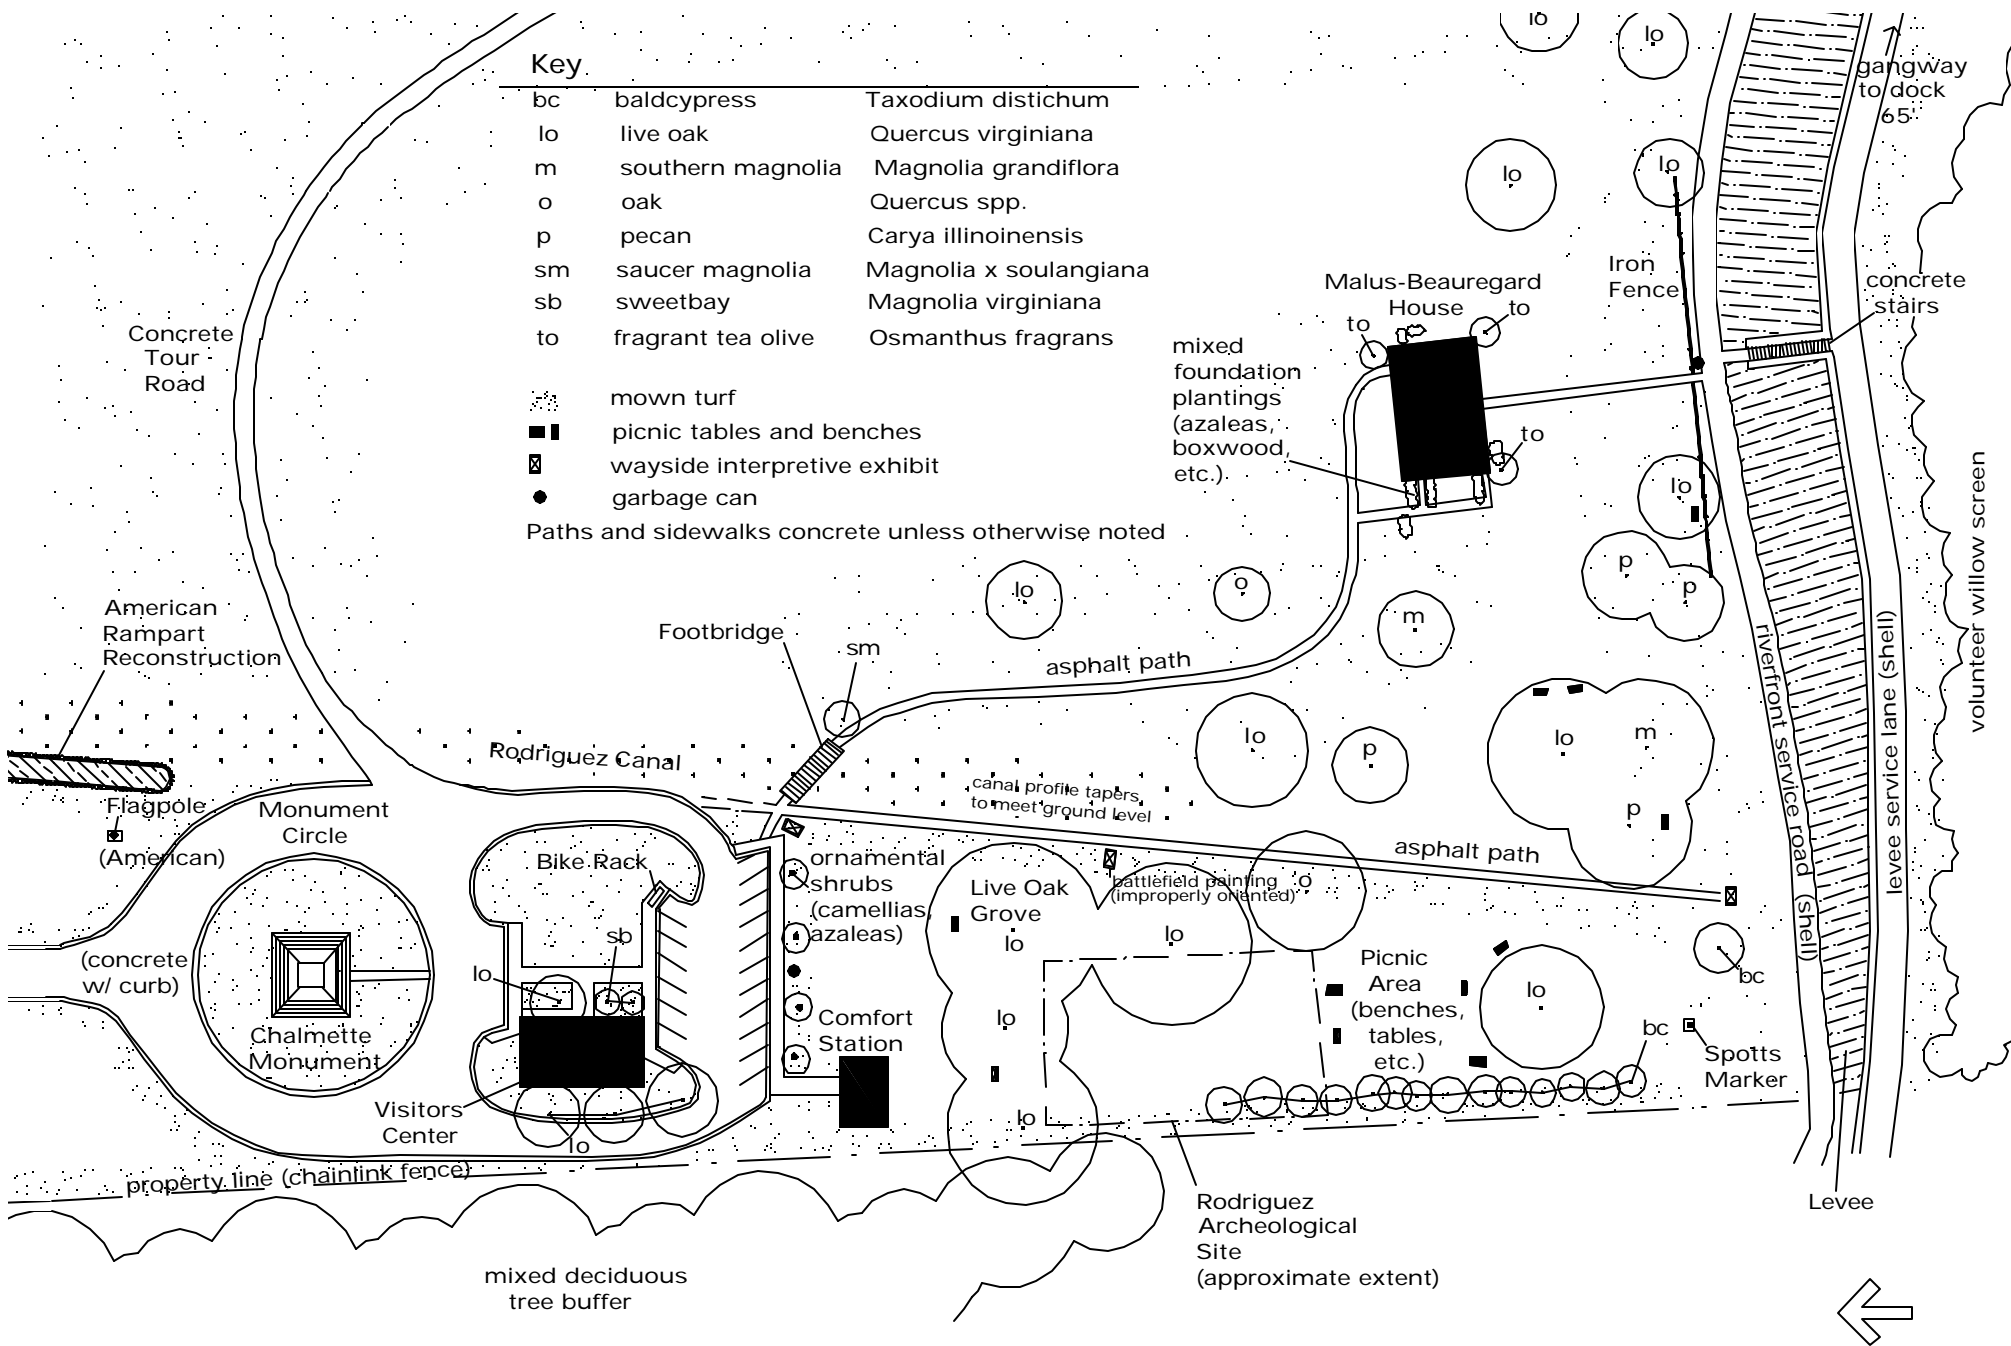 Key
bc baldcypress Taxodium distichum
lo live oak Quercus virginiana
m southern magnolia Magnolia grandiflora
o oak Quercus spp.
p pecan Carya illinoinensis
sm saucer magnolia Magnolia x soulangiana
sb sweetbay Magnolia virginiana
to fragrant tea olive Osmanthus fragrans
mown turf
picnic tables and benches
wayside interpretive exhibit
garbage can
Paths and sidewalks concrete unless otherwise noted
lo
lo
gangway
to dock
65'
lo
lo
Iron
Fence
concrete
stairs
Malus-Beauregard
House
to
to
mixed
foundation
plantings
(azaleas,
boxwood,
etc.)
to
Concrete
Tour
Road
lo
volunteer willow screen
lo
o
p
p
m
American
Rampart
Reconstruction
Footbridge
sm
asphalt path
riverfront service road (shell)
levee service lane (shell)
Rodriguez Canal
lo
p
lo
m
p
canal profile tapers
to meet ground level
Flagpole
(American)
Monument
Circle
Bike Rack
ornamental
shrubs
(camellias,
azaleas)
Live Oak
Grove
lo
battlefield painting
(improperly oriented)
o
asphalt path
lo
sb
lo
(concrete
w/ curb)
Picnic
Area
(benches,
tables,
etc.)
lo
bc
Chalmette
Monument
Comfort
Station
lo
bc
Spotts
Marker
Visitors
Center
lo
lo
property line (chainlink fence)
Rodriguez
Archeological
Site
(approximate extent)
Levee
mixed deciduous
tree buffer